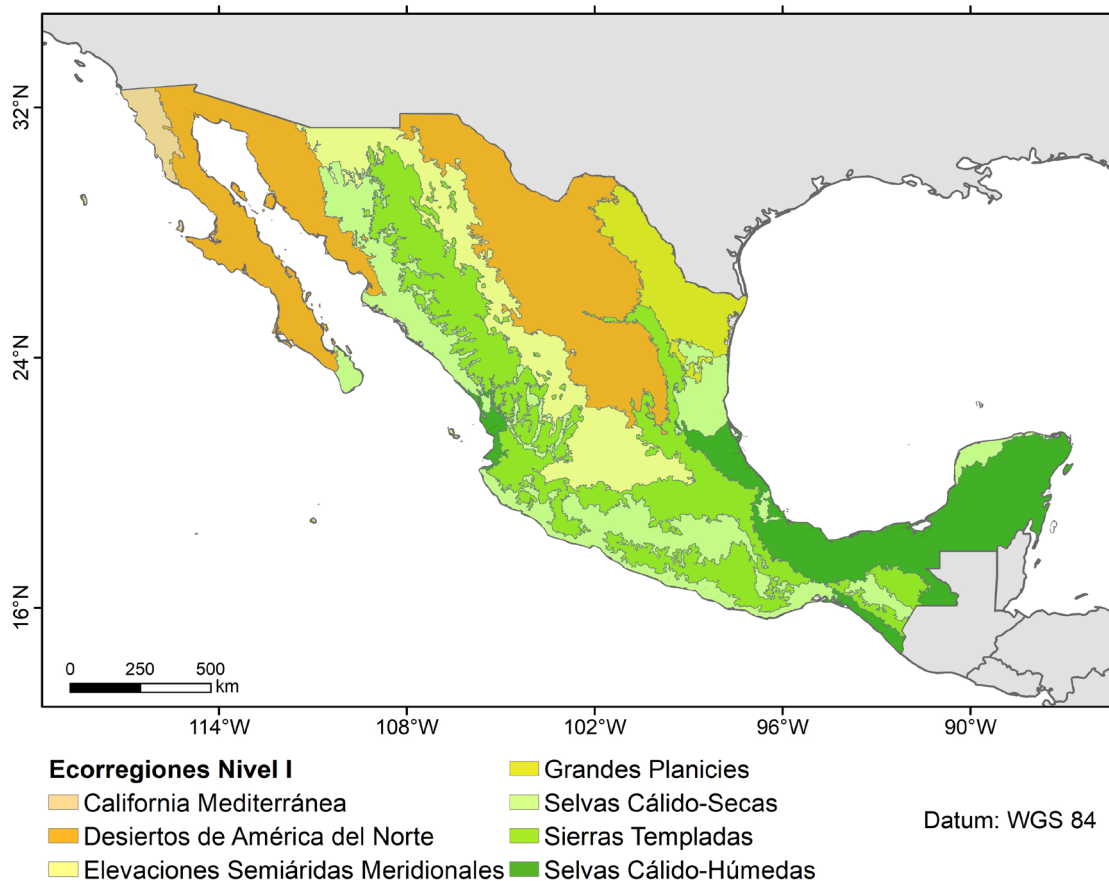 32°N
24°N
16°N
0 250 500
km
114°W 108°W 102°W 96°W 90°W
Ecorregiones Nivel I
California Mediterránea
Desiertos de América del Norte
Elevaciones Semiáridas Meridionales
Grandes Planicies
Selvas Cálido-Secas
Sierras Templadas
Selvas Cálido-Húmedas
Datum: WGS 84